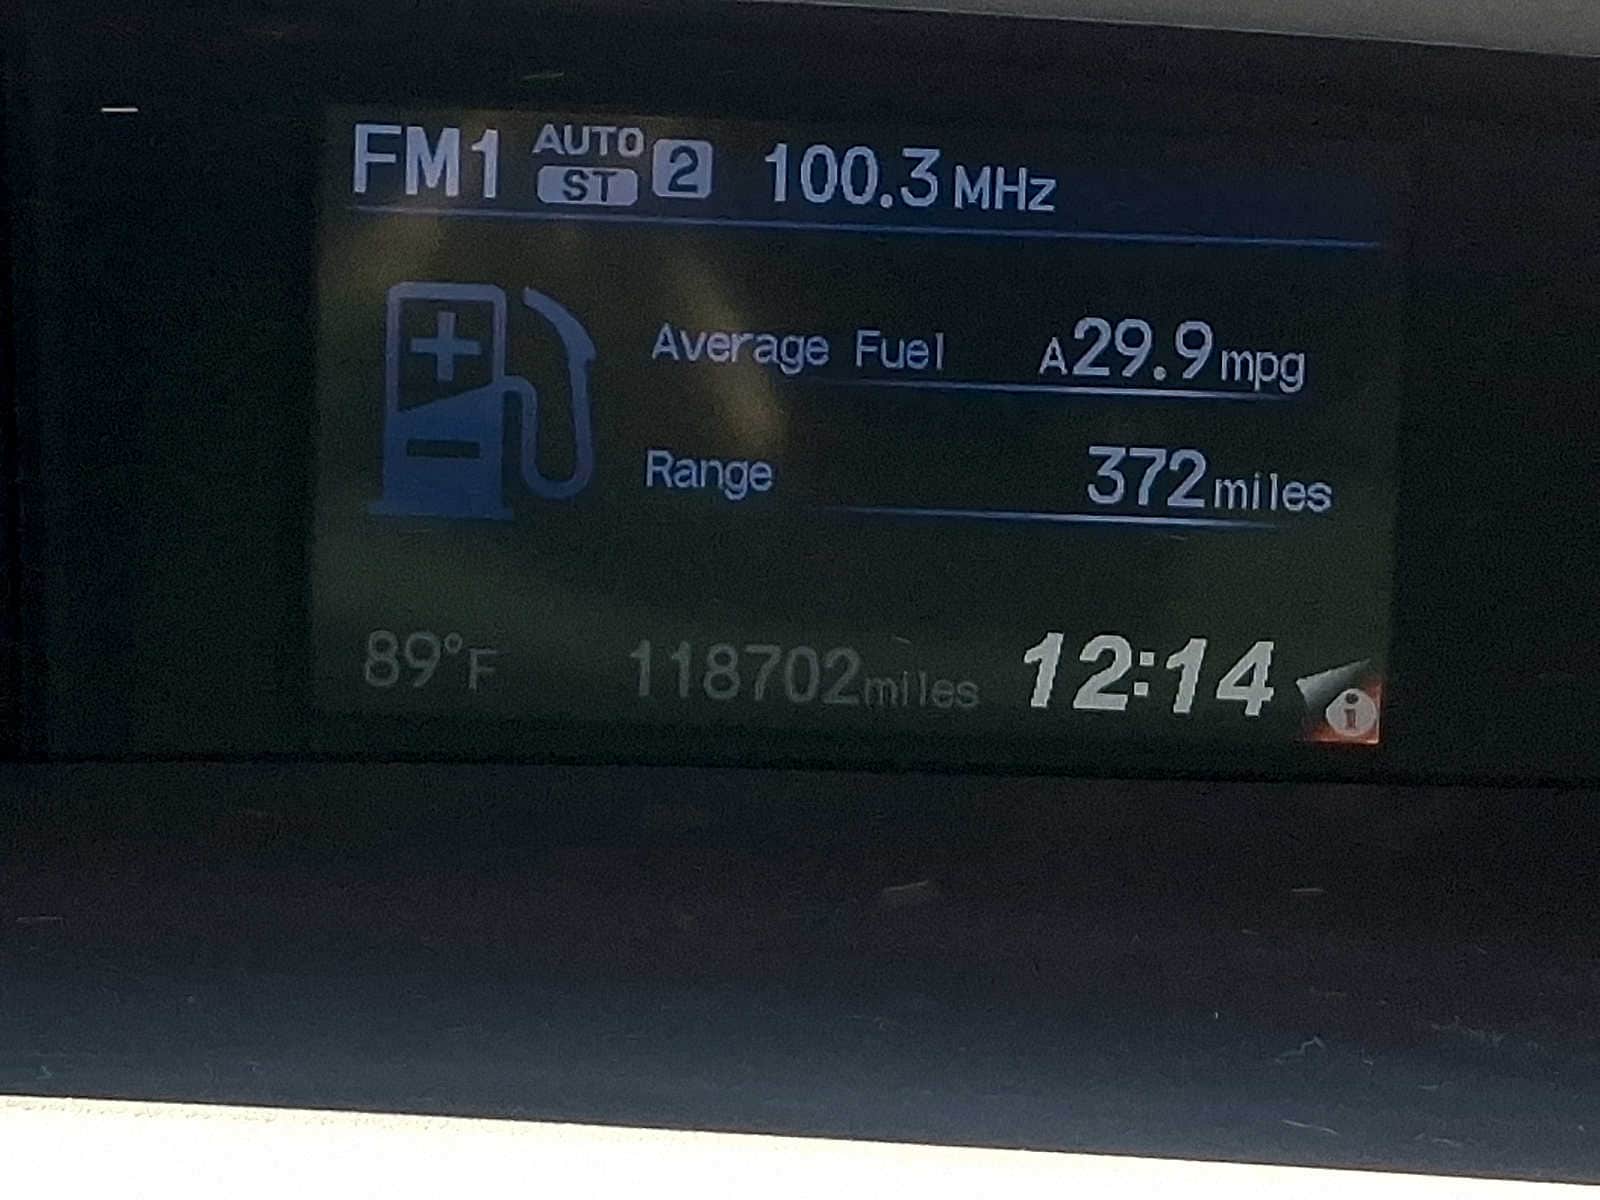 FM1 AUTO ST 2 100.3 MHz
Average Fuel A29.9 mpg
Range 372 miles
89°F 118702 miles 12:14 i